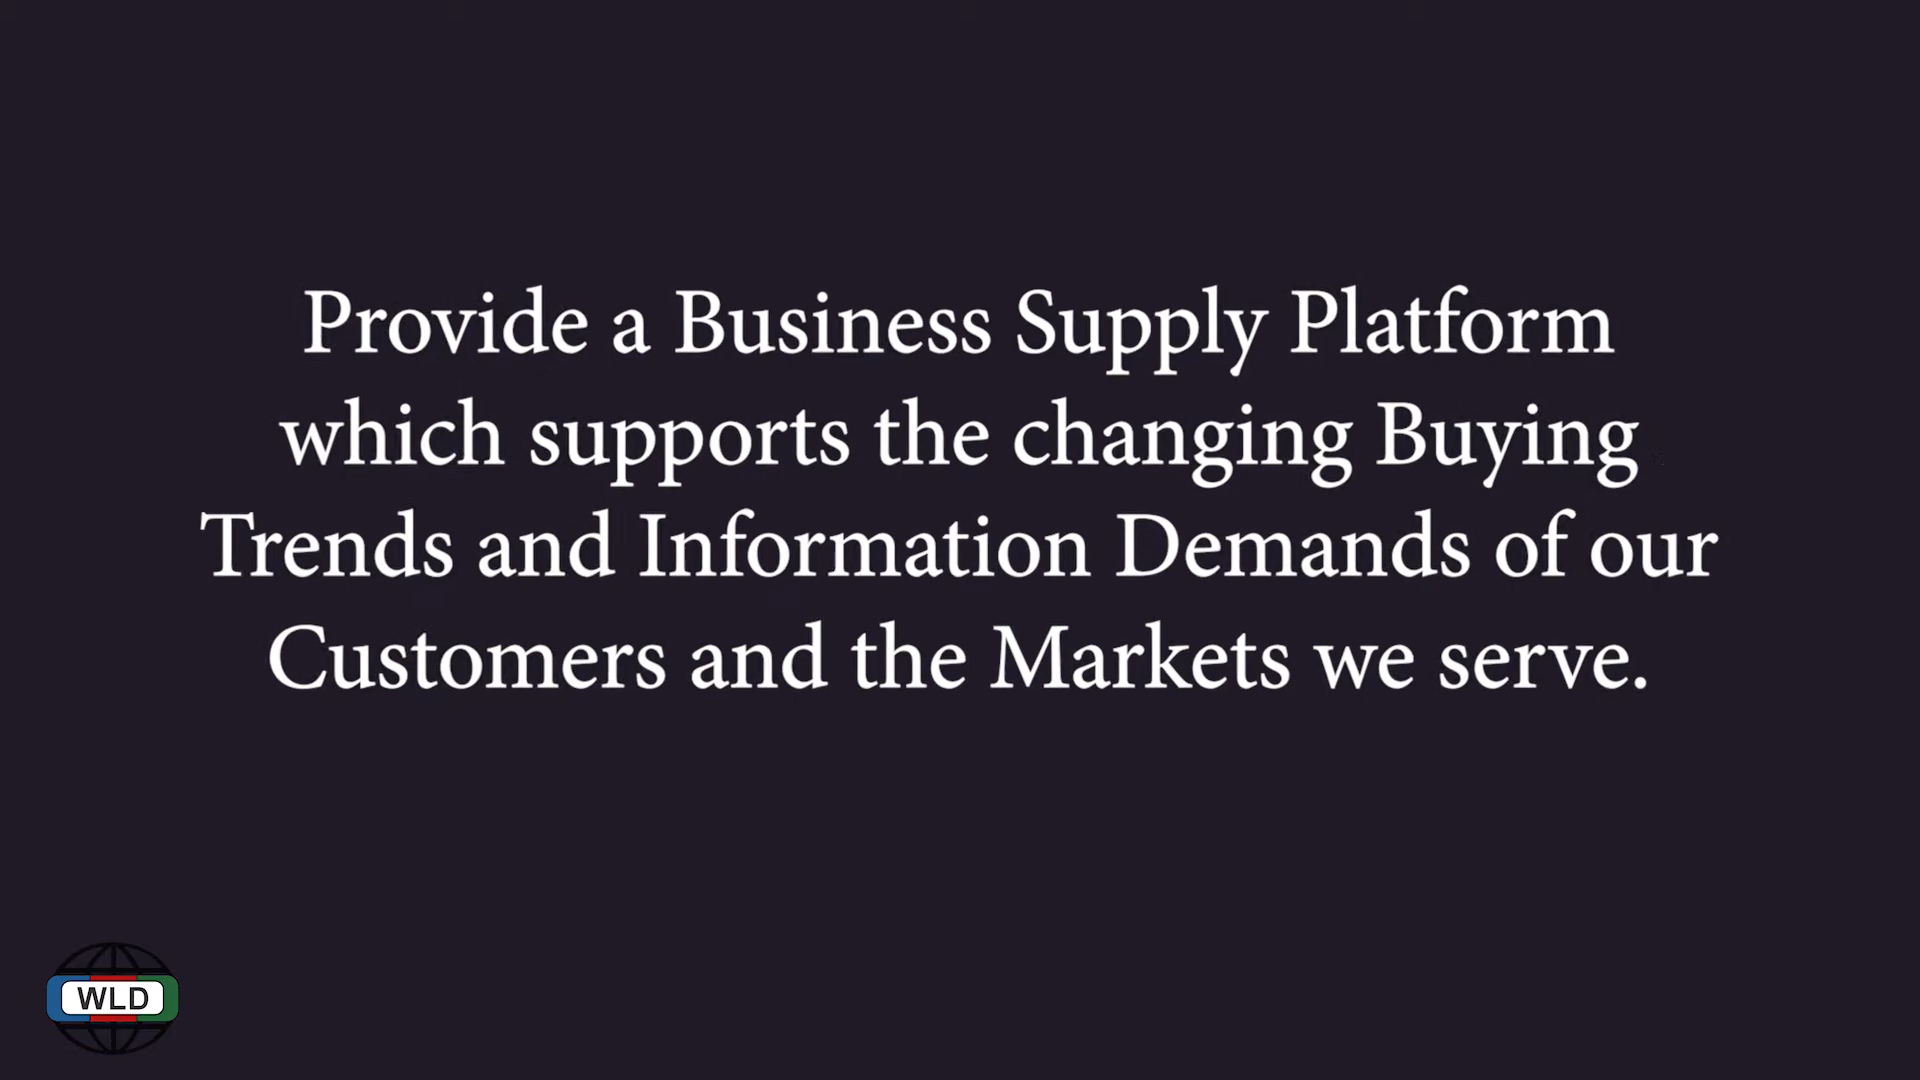 Provide a Business Supply Platform
which supports the changing Buying
Trends and Information Demands of our
Customers and the Markets we serve.
WLD